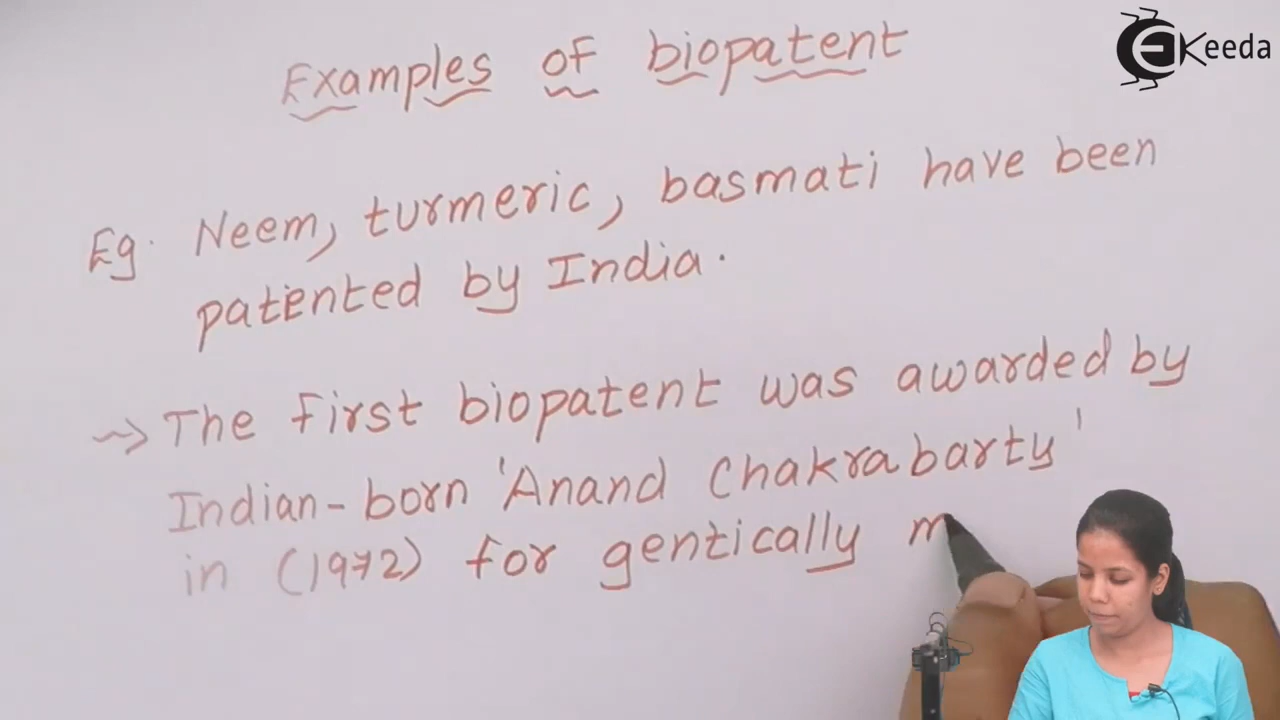 Ekeeda
Examples of biopatent
Eg. Neem, turmeric, basmati have been
patented by India.
The first biopatent was awarded by
Indian-born 'Anand Chakrabarty'
in (1972) for gentically m